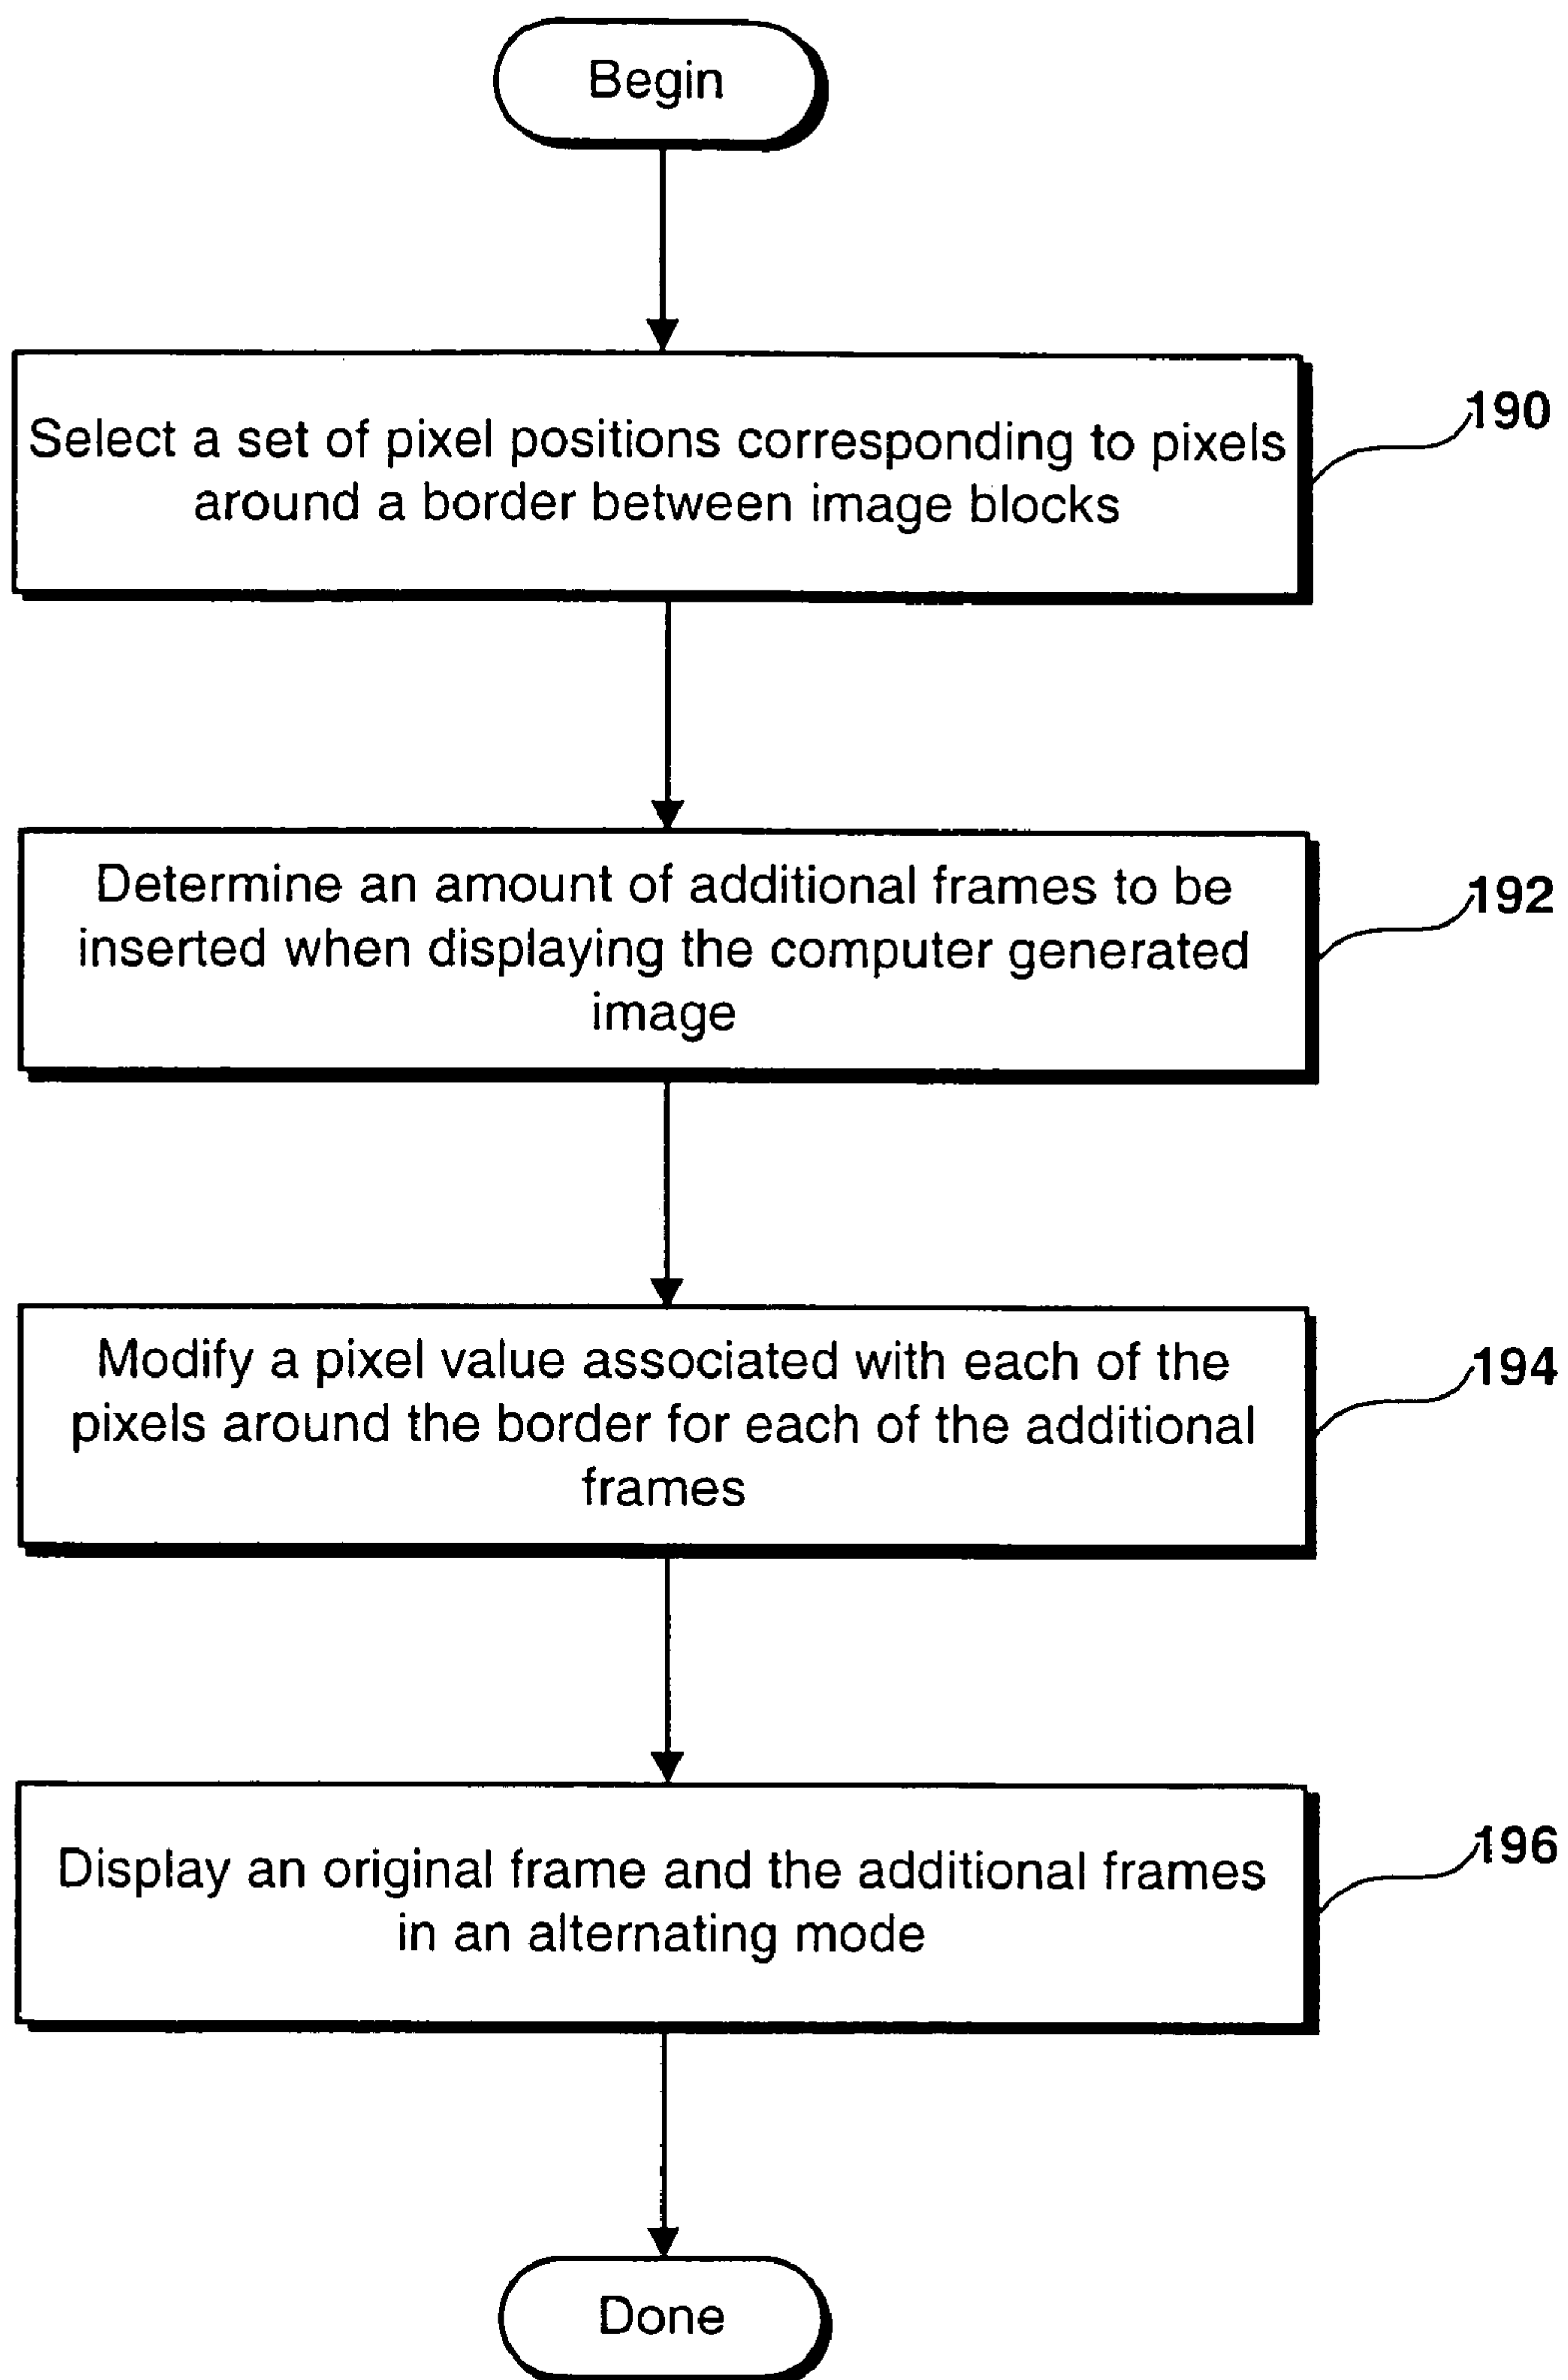 Begin
Select a set of pixel positions corresponding to pixels
around a border between image blocks
190
Determine an amount of additional frames to be
inserted when displaying the computer generated
image
192
Modify a pixel value associated with each of the
pixels around the border for each of the additional
frames
194
Display an original frame and the additional frames
in an alternating mode
196
Done